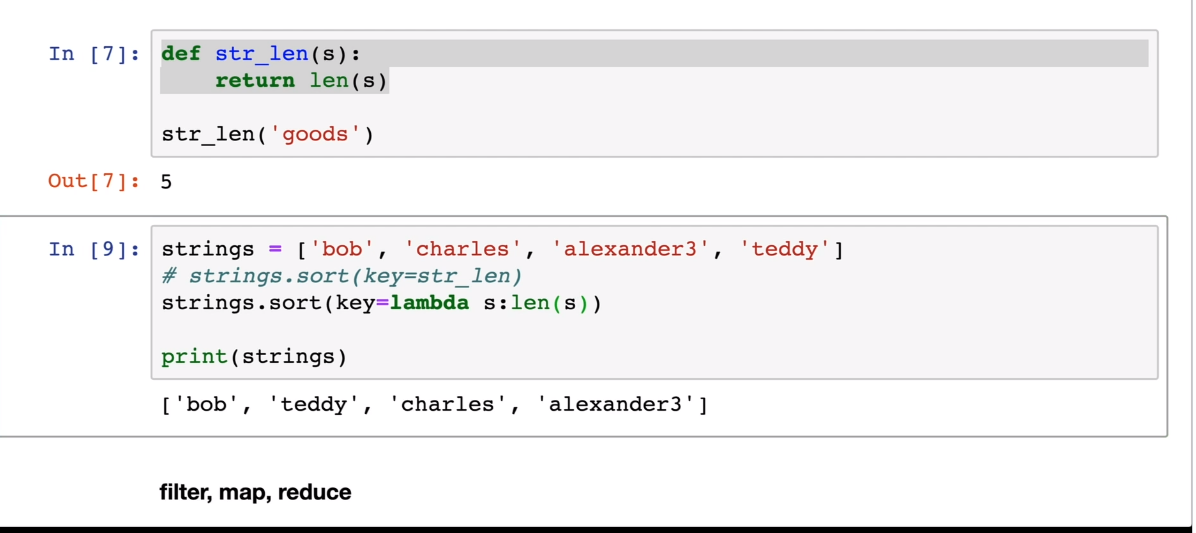 In [7]: def str_len(s):
    return len(s)
str_len('goods')
Out[7]: 5
In [9]: strings = ['bob', 'charles', 'alexander3', 'teddy']
# strings.sort(key=str_len)
strings.sort(key=lambda s:len(s))
print(strings)
['bob', 'teddy', 'charles', 'alexander3']
filter, map, reduce